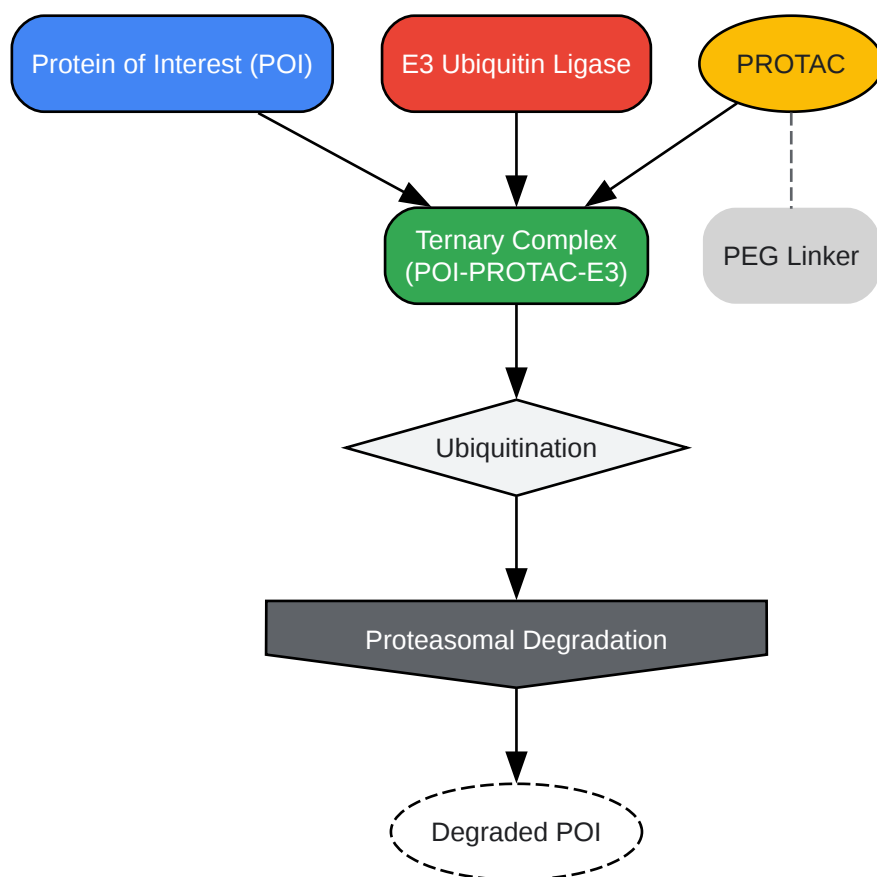 Protein of Interest (POI)
E3 Ubiquitin Ligase
PROTAC
Ternary Complex
(POI-PROTAC-E3)
PEG Linker
Ubiquitination
Proteasomal Degradation
Degraded POI